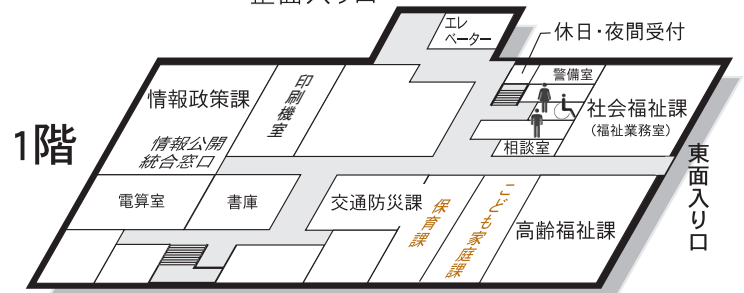 正面入り口
エレ
ベーター
休日・夜間受付
警備室
情報政策課
印刷機室
社会福祉課
(福祉業務室)
1階
情報公開
統合窓口
相談室
東面入り口
電算室
書庫
交通防災課
保育課
こども家庭課
高齢福祉課